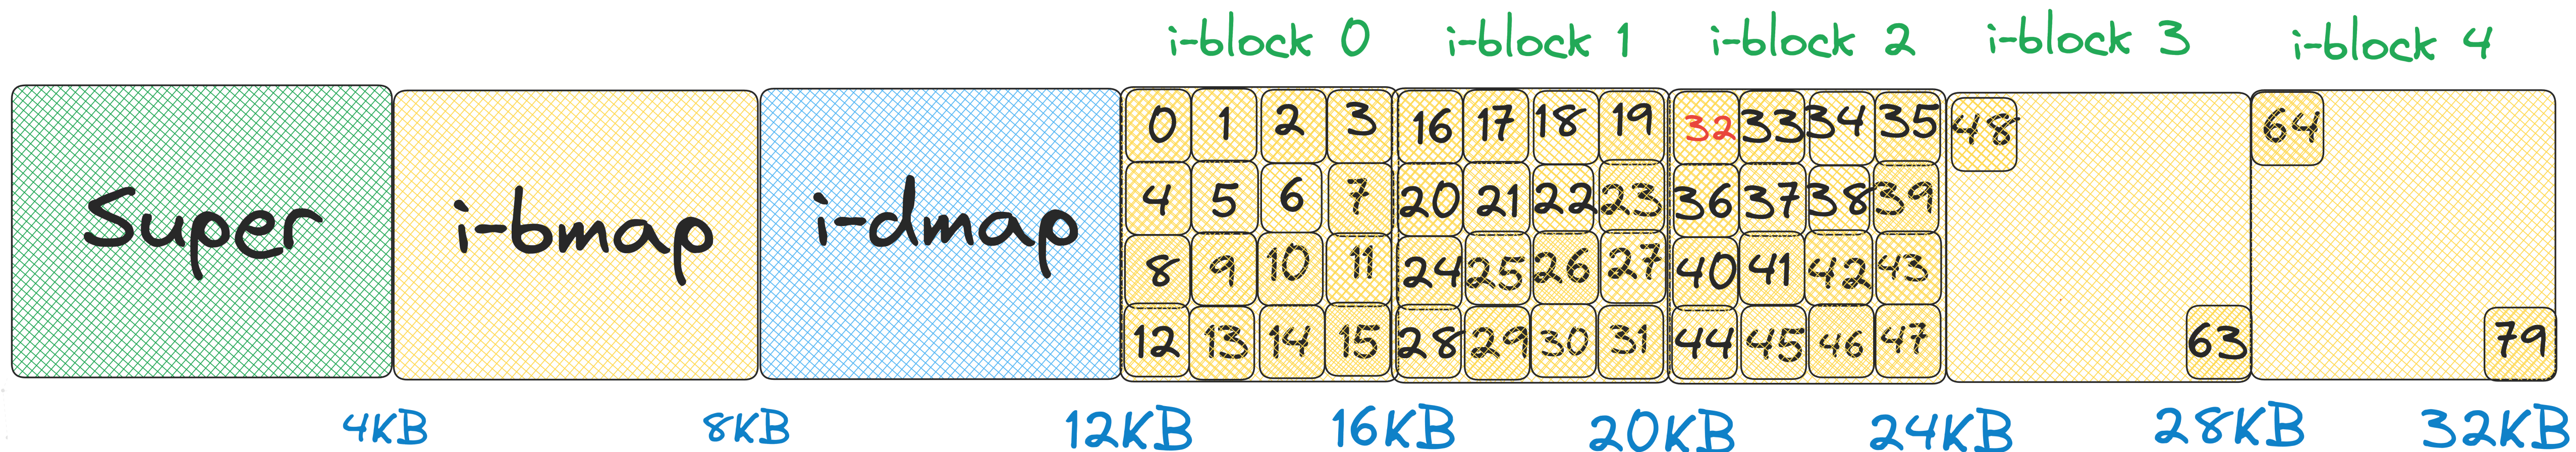 i-block 0 i-block 1 i-block 2 i-block 3 i-block 4
Super i-bmap i-dmap
0 1 2 3 16 17 18 19 32 33 34 35 48 64
4 5 6 7 20 21 22 23 36 37 38 39
8 9 10 11 24 25 26 27 40 41 42 43
12 13 14 15 28 29 30 31 44 45 46 47 63 79
4KB 8KB 12KB 16KB 20KB 24KB 28KB 32KB